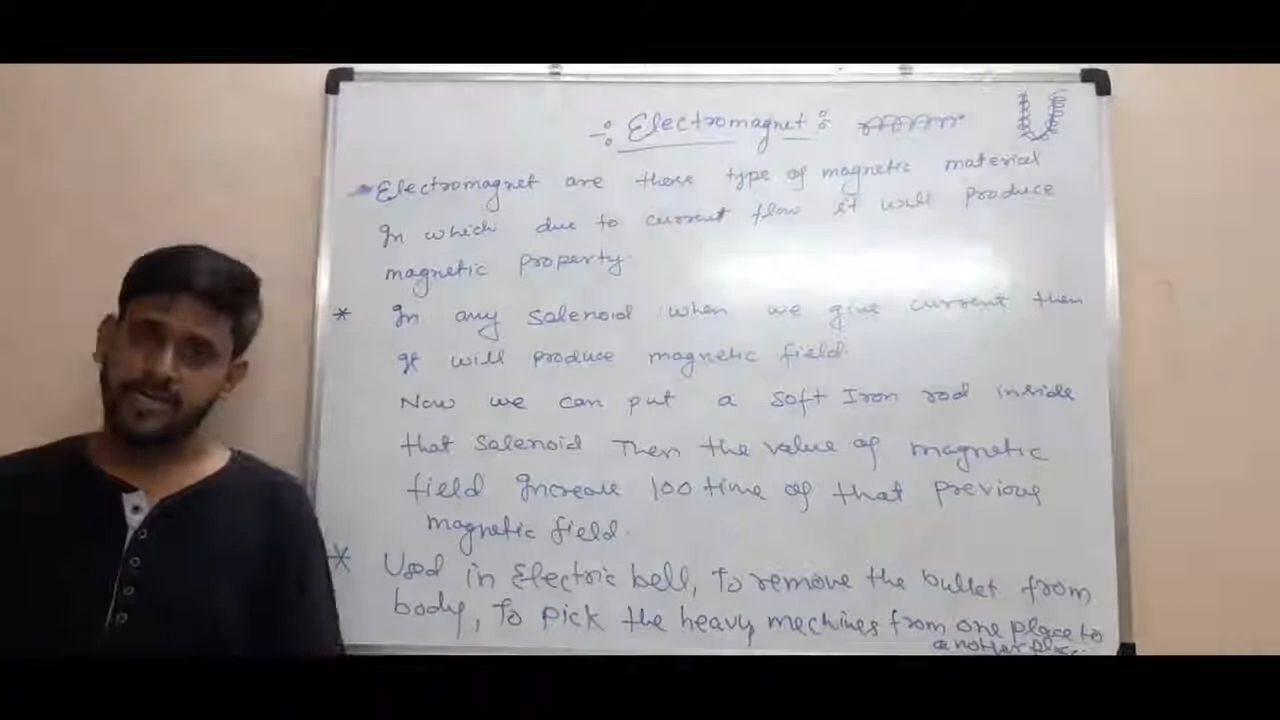 ÷ Electromagnet :
Electromagnet are those type of magnetic material
In which due to current flow it will produce
magnetic property.
* In any Solenoid when we give current then
It will produce magnetic field.
Now we can put a soft Iron rod inside
that Solenoid Then the value of magnetic
field Increase 100 time of that previous
magnetic field.
* Used in Electric bell, To remove the bullet from
body, To pick the heavy mechines from one place to
another